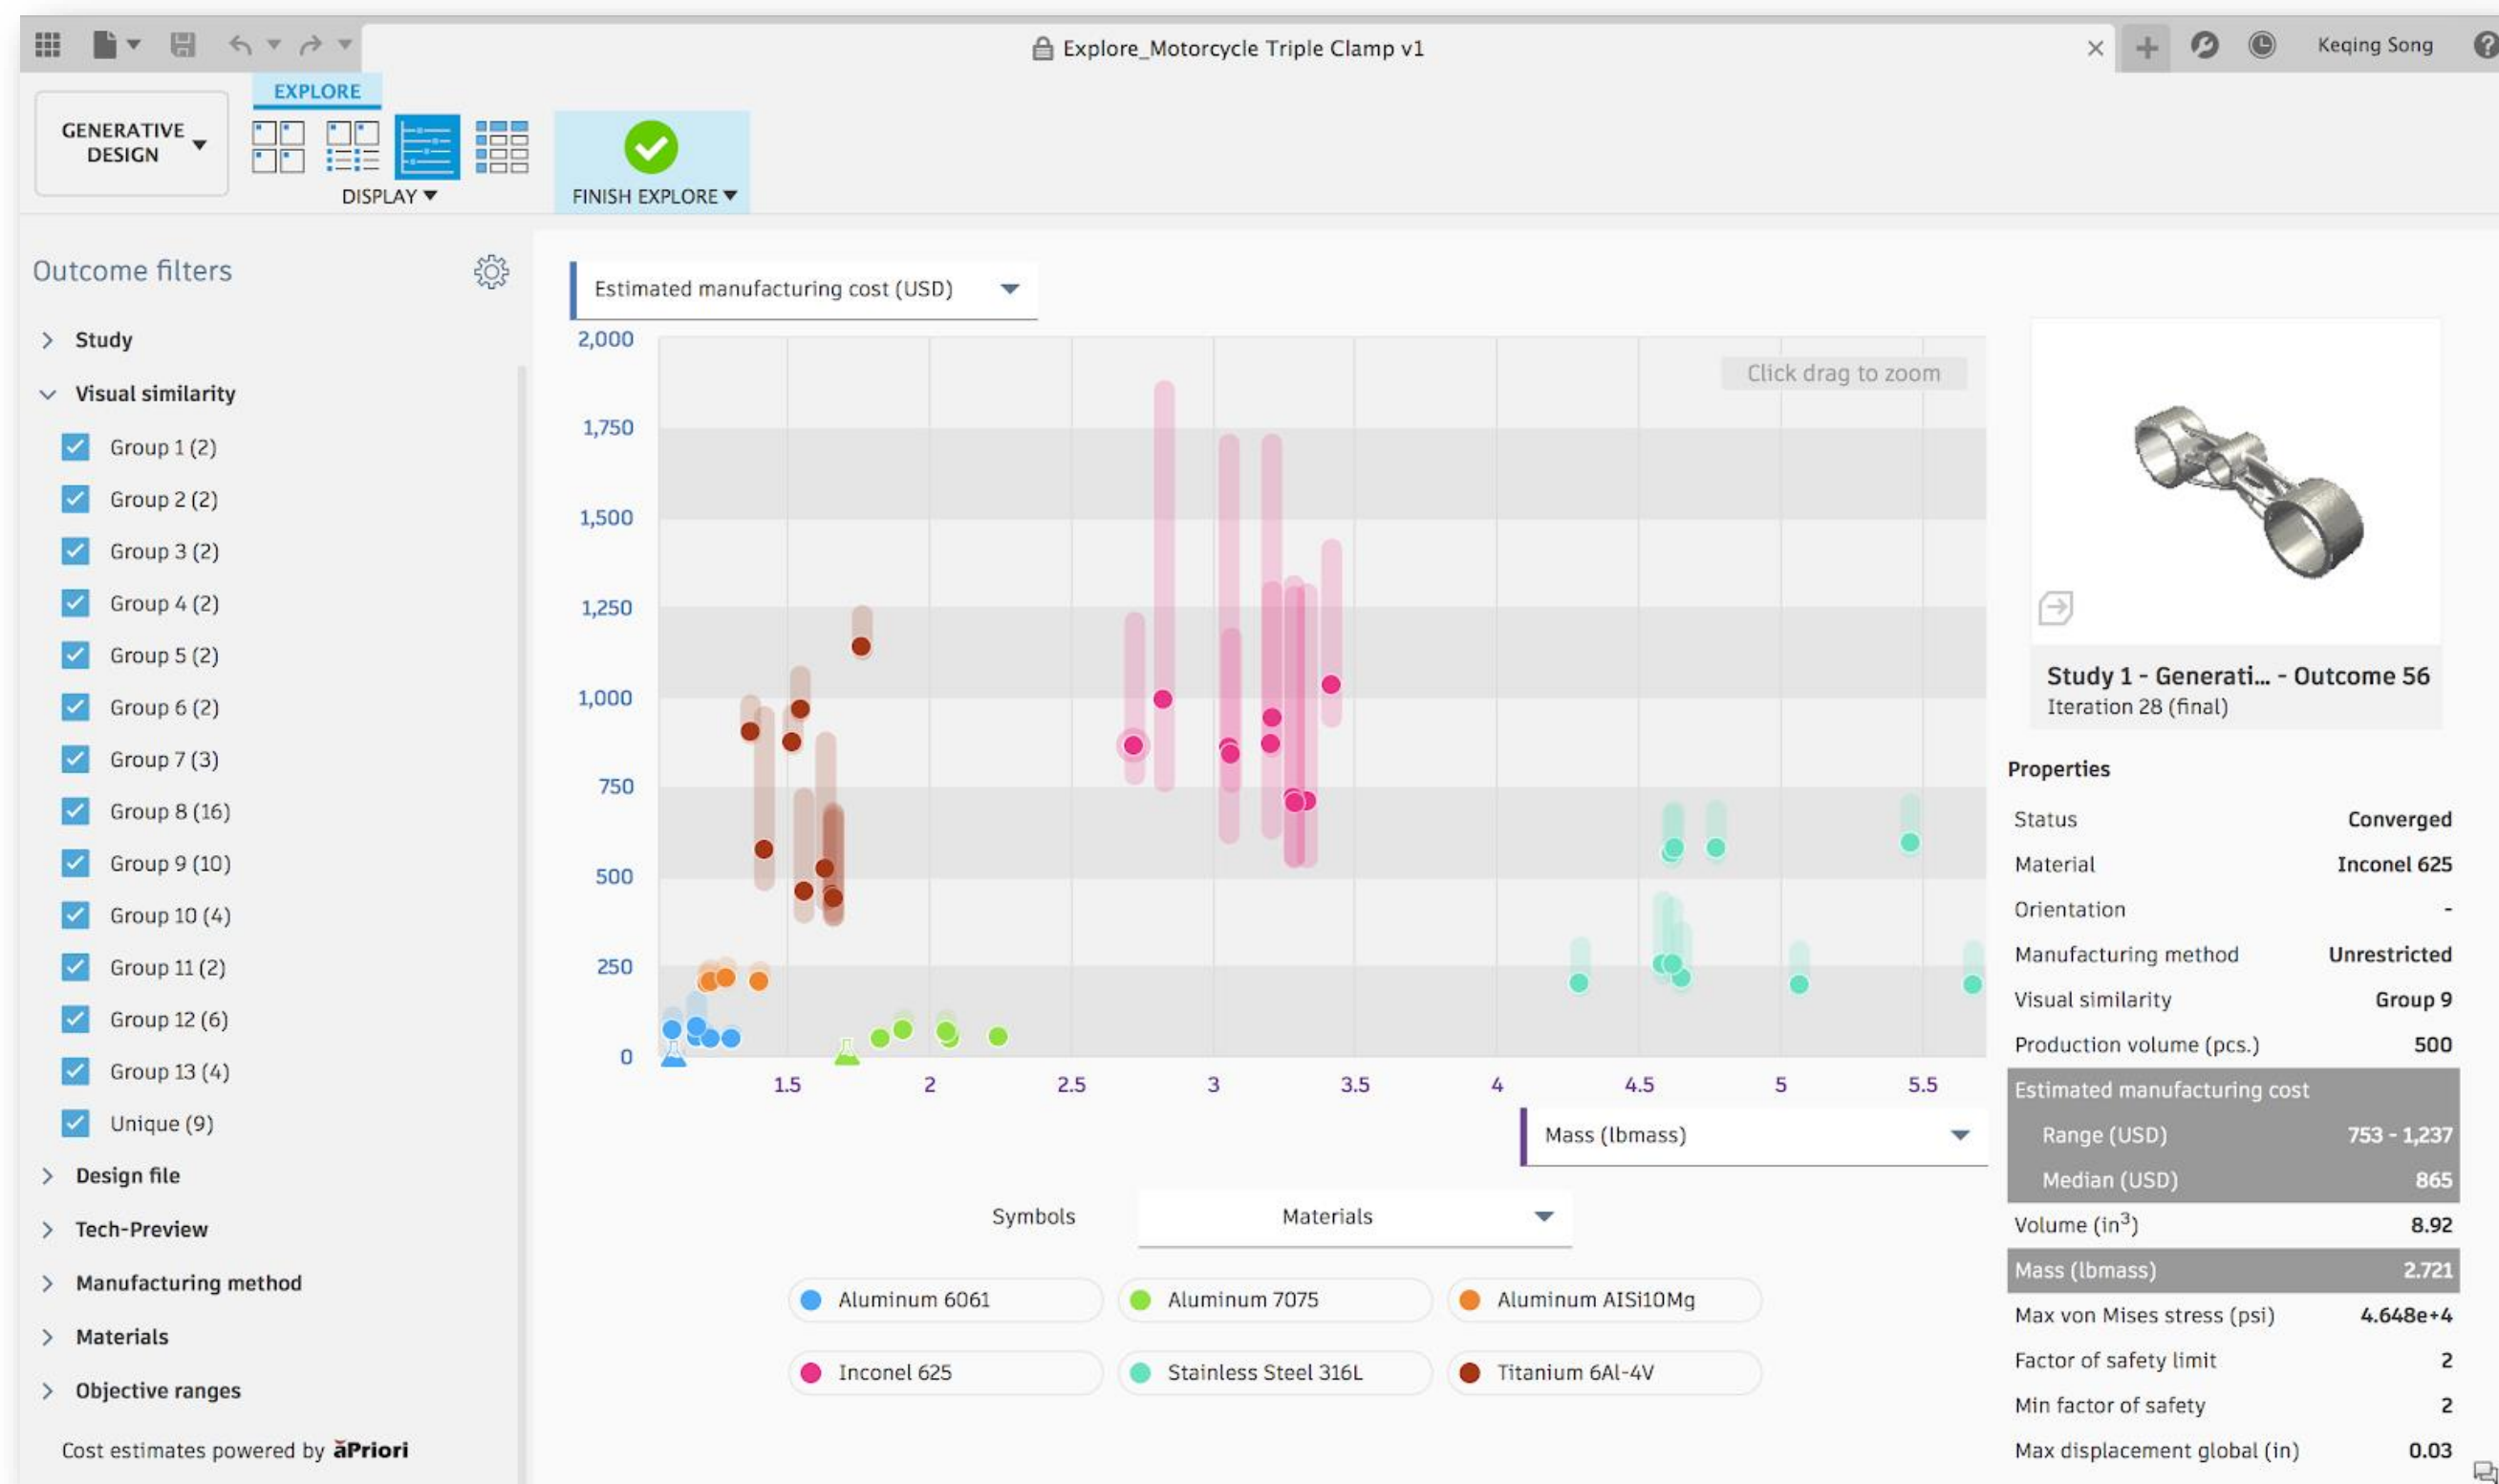 Explore_Motorcycle Triple Clamp v1
Keqing Song
EXPLORE
GENERATIVE
DESIGN
DISPLAY
FINISH EXPLORE
Outcome filters
Study
Visual similarity
Group 1 (2)
Group 2 (2)
Group 3 (2)
Group 4 (2)
Group 5 (2)
Group 6 (2)
Group 7 (3)
Group 8 (16)
Group 9 (10)
Group 10 (4)
Group 11 (2)
Group 12 (6)
Group 13 (4)
Unique (9)
Design file
Tech-Preview
Manufacturing method
Materials
Objective ranges
Cost estimates powered by aPriori
Estimated manufacturing cost (USD)
Click drag to zoom
2,000
1,750
1,500
1,250
1,000
750
500
250
0
1.5 2 2.5 3 3.5 4 4.5 5 5.5
Mass (lbmass)
Symbols Materials
Aluminum 6061 Aluminum 7075 Aluminum AlSi10Mg
Inconel 625 Stainless Steel 316L Titanium 6Al-4V
Study 1 - Generati... - Outcome 56
Iteration 28 (final)
Properties
Status Converged
Material Inconel 625
Orientation -
Manufacturing method Unrestricted
Visual similarity Group 9
Production volume (pcs.) 500
Estimated manufacturing cost
Range (USD) 753 - 1,237
Median (USD) 865
Volume (in³) 8.92
Mass (lbmass) 2.721
Max von Mises stress (psi) 4.648e+4
Factor of safety limit 2
Min factor of safety 2
Max displacement global (in) 0.03